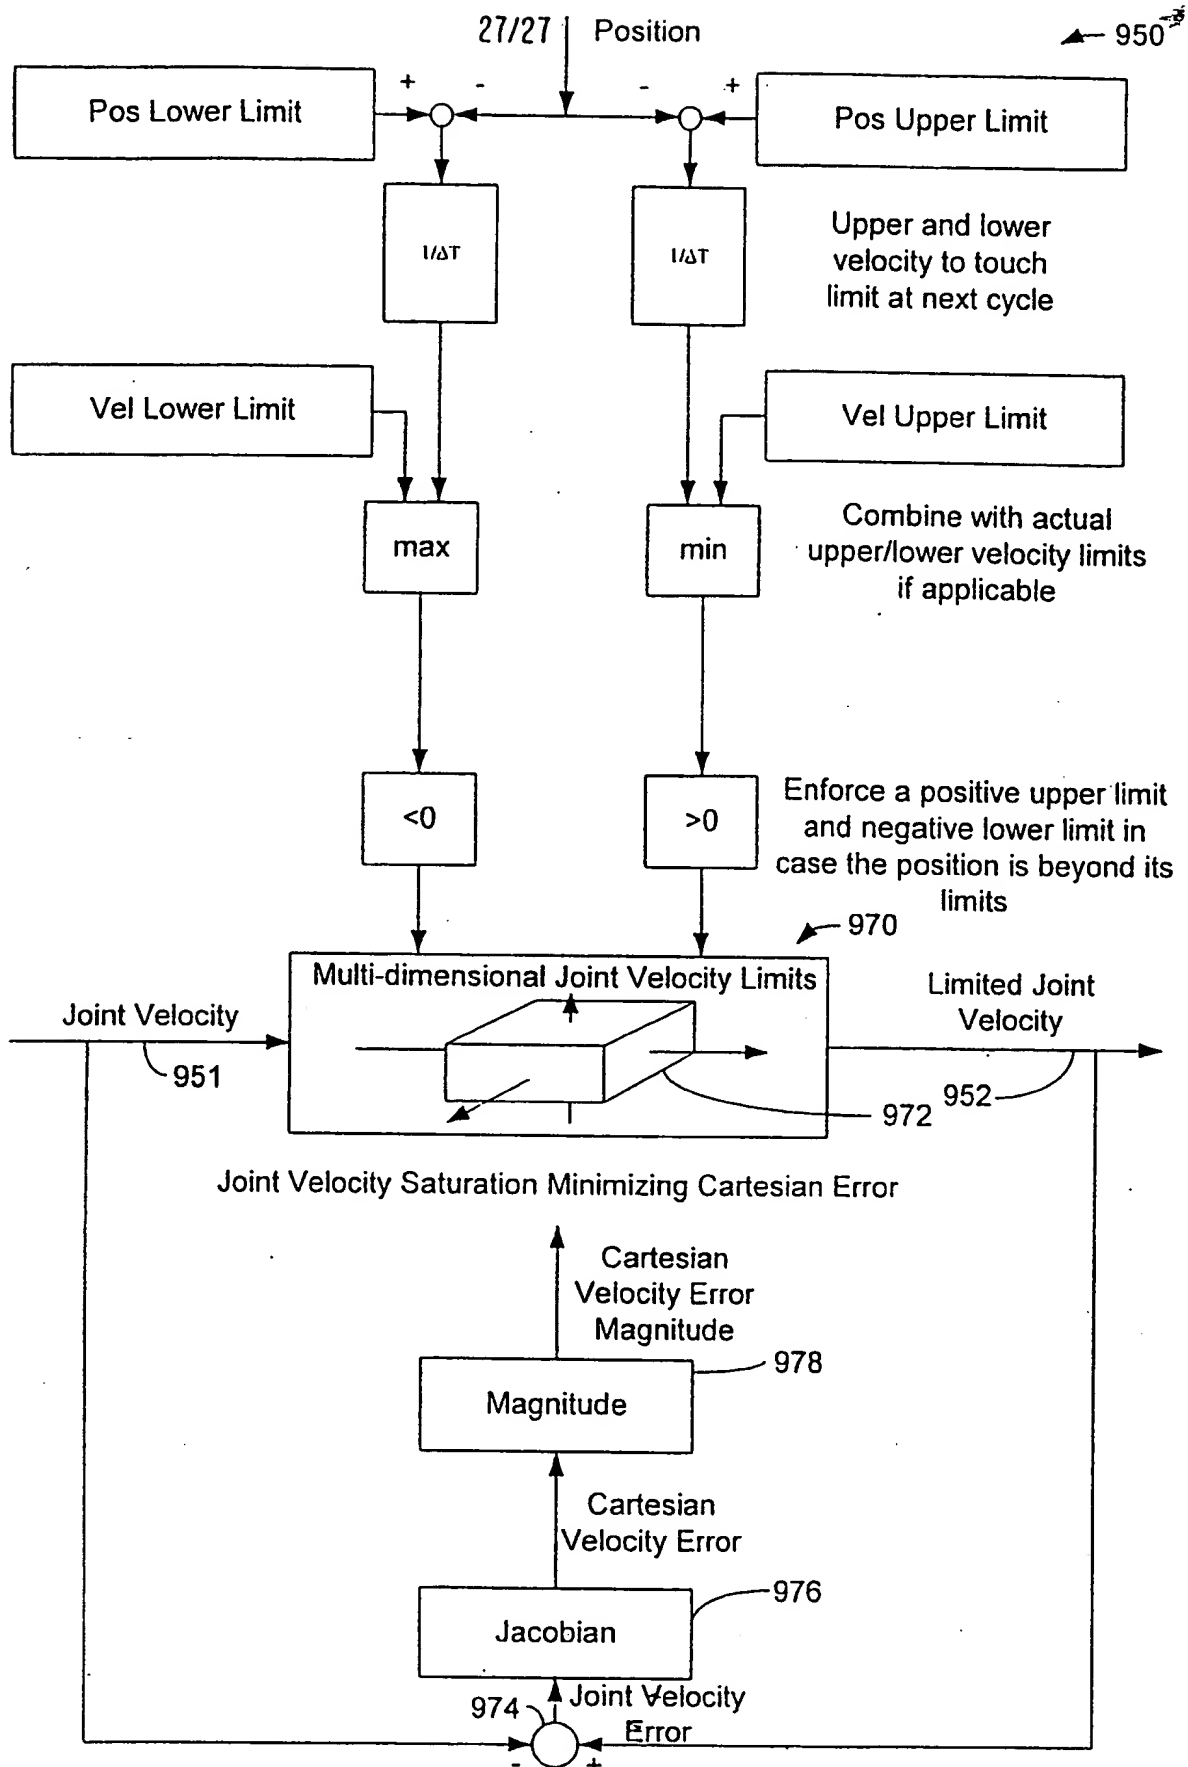 27/27 Position
950
+ - - +
Pos Lower Limit
Pos Upper Limit
1/ΔT
1/ΔT
Upper and lower
velocity to touch
limit at next cycle
Vel Lower Limit
Vel Upper Limit
max
min
Combine with actual
upper/lower velocity limits
if applicable
<0
>0
Enforce a positive upper limit
and negative lower limit in
case the position is beyond its
limits
970
Multi-dimensional Joint Velocity Limits
Joint Velocity
951
Limited Joint
Velocity
952
972
Joint Velocity Saturation Minimizing Cartesian Error
Cartesian
Velocity Error
Magnitude
978
Magnitude
Cartesian
Velocity Error
976
Jacobian
974
Joint Velocity
Error
- +